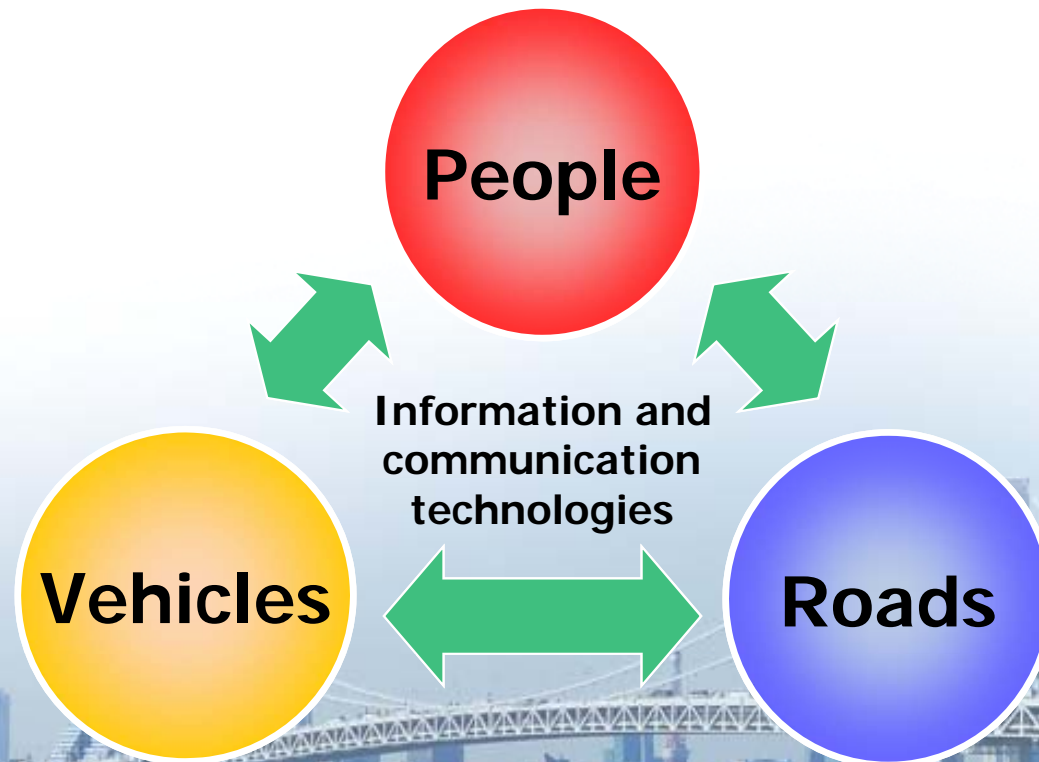 People
Information and
communication
technologies
Vehicles
Roads